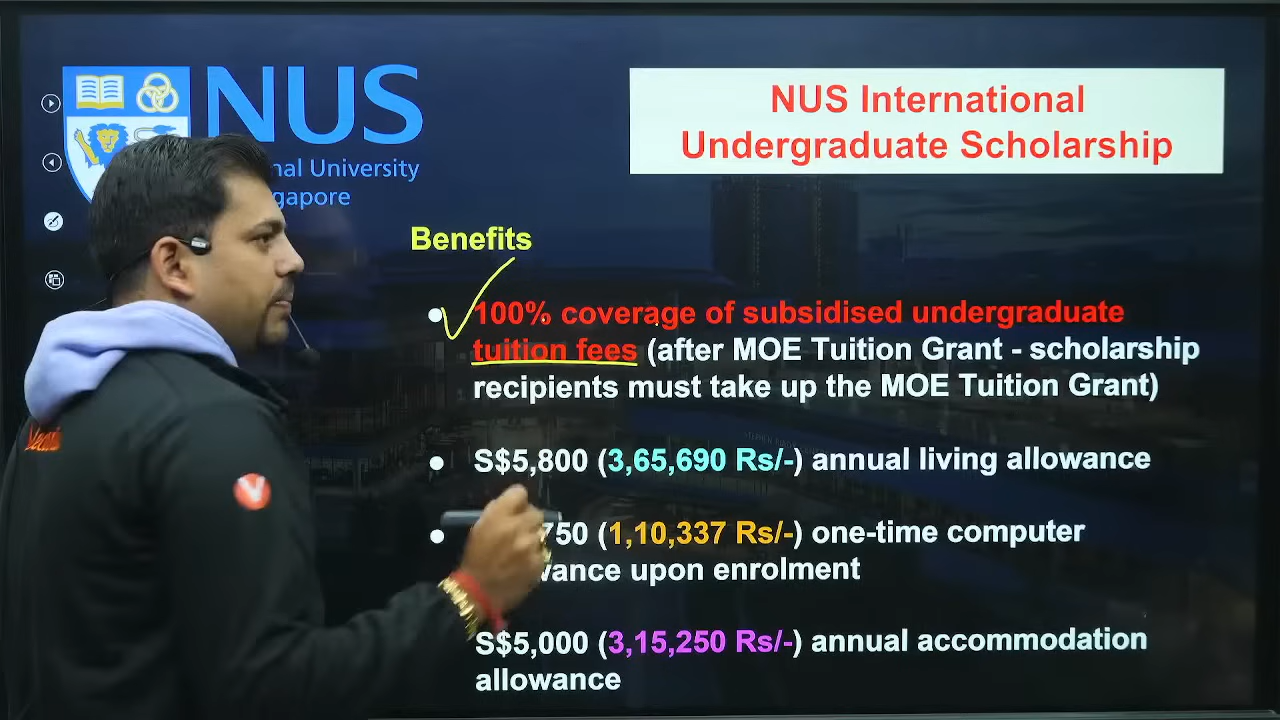 NUS
nal University
gapore
NUS International
Undergraduate Scholarship
Benefits
100% coverage of subsidised undergraduate
tuition fees (after MOE Tuition Grant - scholarship
recipients must take up the MOE Tuition Grant)
S$5,800 (3,65,690 Rs/-) annual living allowance
750 (1,10,337 Rs/-) one-time computer
wance upon enrolment
S$5,000 (3,15,250 Rs/-) annual accommodation
allowance
V